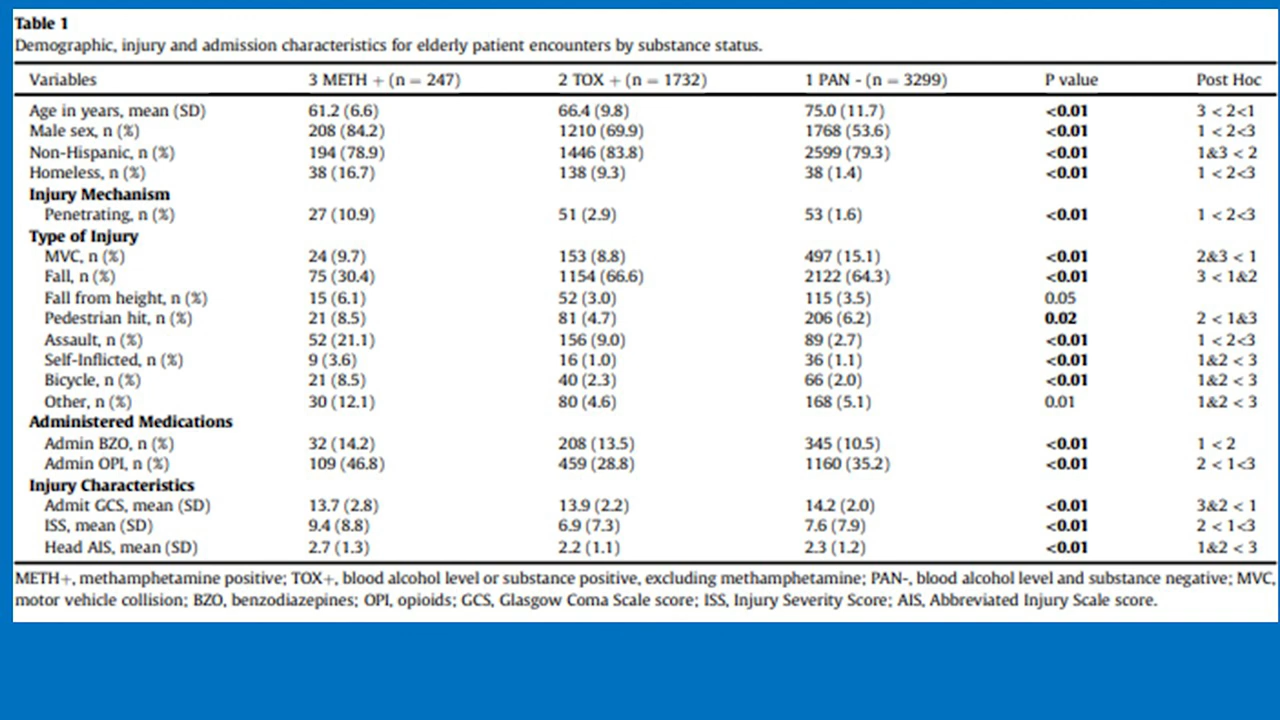 Table 1
Demographic, injury and admission characteristics for elderly patient encounters by substance status.
Variables 3 METH + (n = 247) 2 TOX + (n = 1732) 1 PAN - (n = 3299) P value Post Hoc
Age in years, mean (SD) 61.2 (6.6) 66.4 (9.8) 75.0 (11.7) <0.01 3 < 2<1
Male sex, n (%) 208 (84.2) 1210 (69.9) 1768 (53.6) <0.01 1 < 2<3
Non-Hispanic, n (%) 194 (78.9) 1446 (83.8) 2599 (79.3) <0.01 1&3 < 2
Homeless, n (%) 38 (16.7) 138 (9.3) 38 (1.4) <0.01 1 < 2<3
Injury Mechanism
Penetrating, n (%) 27 (10.9) 51 (2.9) 53 (1.6) <0.01 1 < 2<3
Type of Injury
MVC, n (%) 24 (9.7) 153 (8.8) 497 (15.1) <0.01 2&3 < 1
Fall, n (%) 75 (30.4) 1154 (66.6) 2122 (64.3) <0.01 3 < 1&2
Fall from height, n (%) 15 (6.1) 52 (3.0) 115 (3.5) 0.05
Pedestrian hit, n (%) 21 (8.5) 81 (4.7) 206 (6.2) 0.02 2 < 1&3
Assault, n (%) 52 (21.1) 156 (9.0) 89 (2.7) <0.01 1 < 2<3
Self-Inflicted, n (%) 9 (3.6) 16 (1.0) 36 (1.1) <0.01 1&2 < 3
Bicycle, n (%) 21 (8.5) 40 (2.3) 66 (2.0) <0.01 1&2 < 3
Other, n (%) 30 (12.1) 80 (4.6) 168 (5.1) 0.01 1&2 < 3
Administered Medications
Admin BZO, n (%) 32 (14.2) 208 (13.5) 345 (10.5) <0.01 1 < 2
Admin OPI, n (%) 109 (46.8) 459 (28.8) 1160 (35.2) <0.01 2 < 1<3
Injury Characteristics
Admit GCS, mean (SD) 13.7 (2.8) 13.9 (2.2) 14.2 (2.0) <0.01 3&2 < 1
ISS, mean (SD) 9.4 (8.8) 6.9 (7.3) 7.6 (7.9) <0.01 2 < 1<3
Head AIS, mean (SD) 2.7 (1.3) 2.2 (1.1) 2.3 (1.2) <0.01 1&2 < 3
METH+, methamphetamine positive; TOX+, blood alcohol level or substance positive, excluding methamphetamine; PAN-, blood alcohol level and substance negative; MVC,
motor vehicle collision; BZO, benzodiazepines; OPI, opioids; GCS, Glasgow Coma Scale score; ISS, Injury Severity Score; AIS, Abbreviated Injury Scale score.